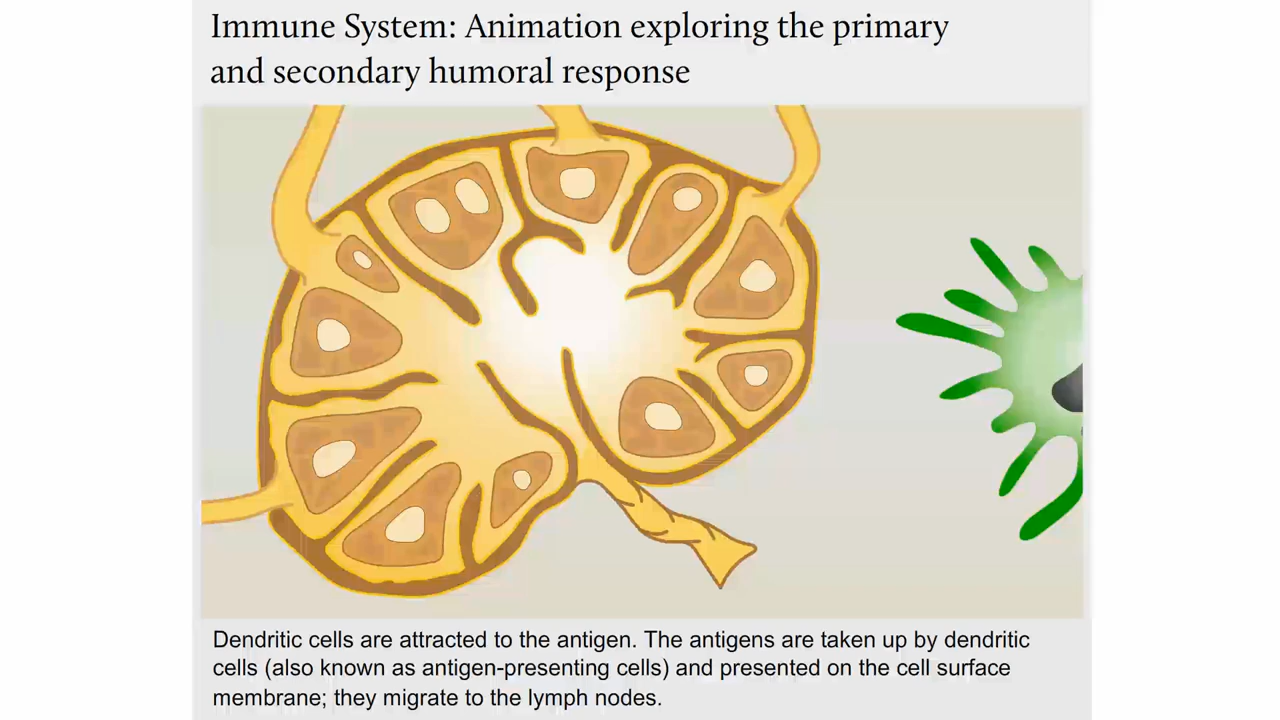 Immune System: Animation exploring the primary
and secondary humoral response
Dendritic cells are attracted to the antigen. The antigens are taken up by dendritic
cells (also known as antigen-presenting cells) and presented on the cell surface
membrane; they migrate to the lymph nodes.